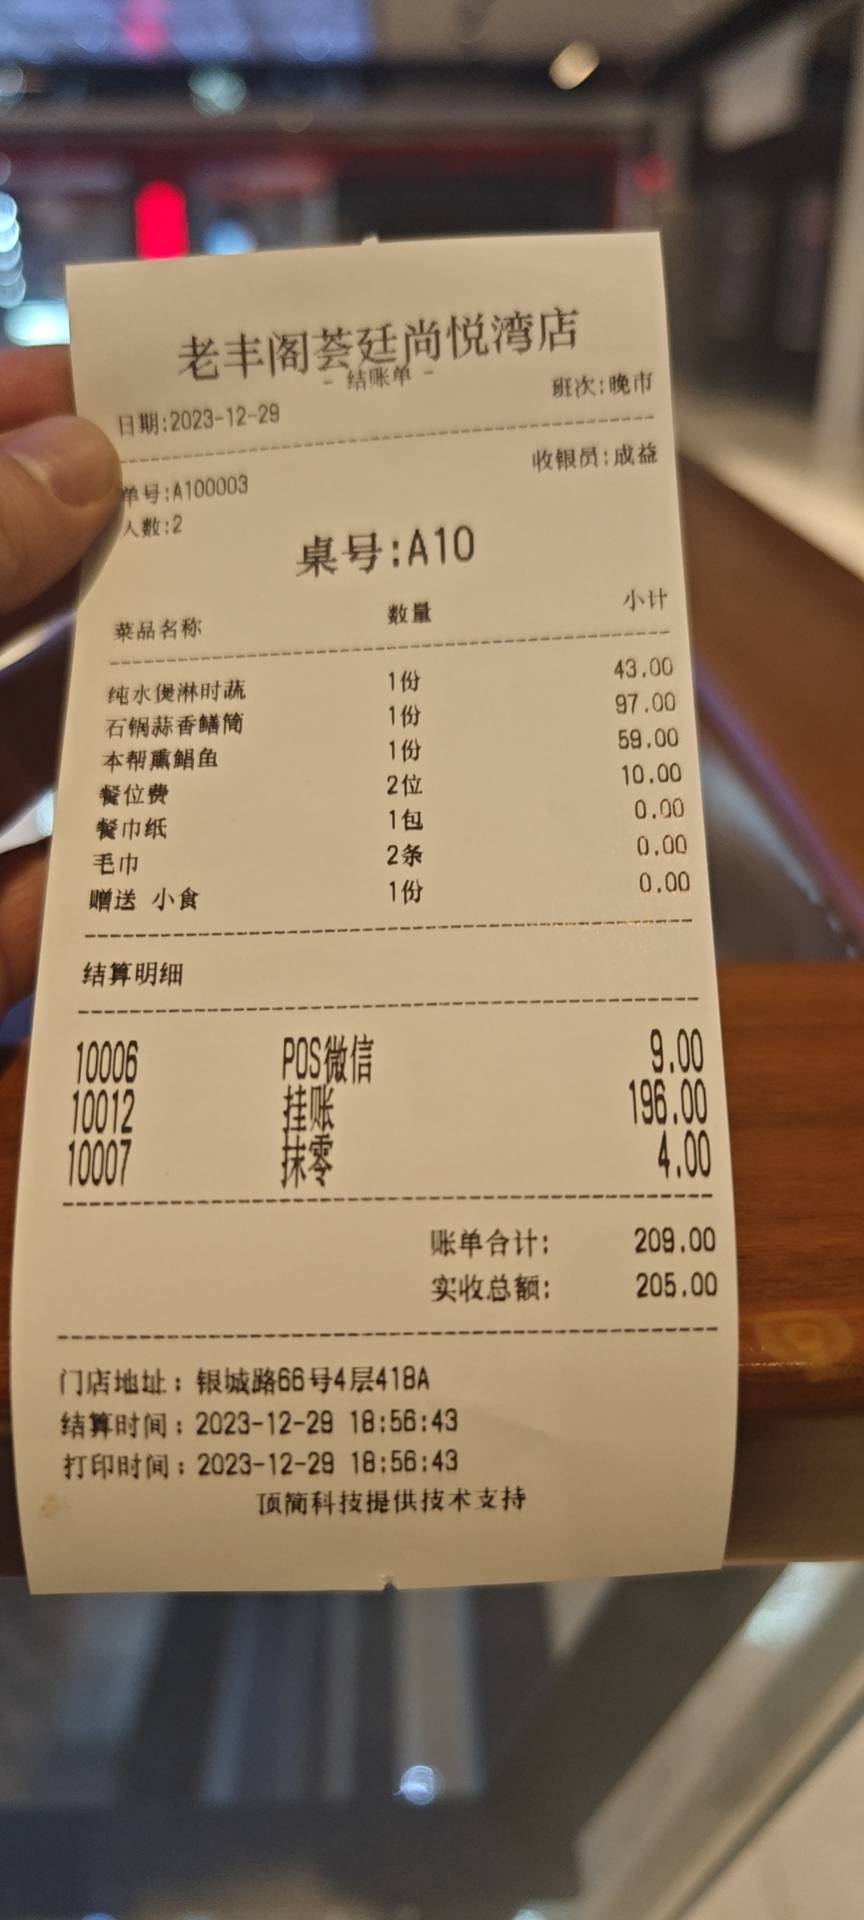 老丰阁荟廷尚悦湾店
- 结账单 -
日期:2023-12-29 班次:晚市
单号:A100003 收银员:成益
人数:2
桌号:A10
菜品名称 数量 小计
纯水煲淋时蔬 1份 43.00
石锅蒜香鳝筒 1份 97.00
本帮熏鲳鱼 1份 59.00
餐位费 2位 10.00
餐巾纸 1包 0.00
毛巾 2条 0.00
赠送 小食 1份 0.00
结算明细
10006 POS微信 9.00
10012 挂账 196.00
10007 抹零 4.00
账单合计: 209.00
实收总额: 205.00
门店地址：银城路66号4层418A
结算时间：2023-12-29 18:56:43
打印时间：2023-12-29 18:56:43
顶简科技提供技术支持